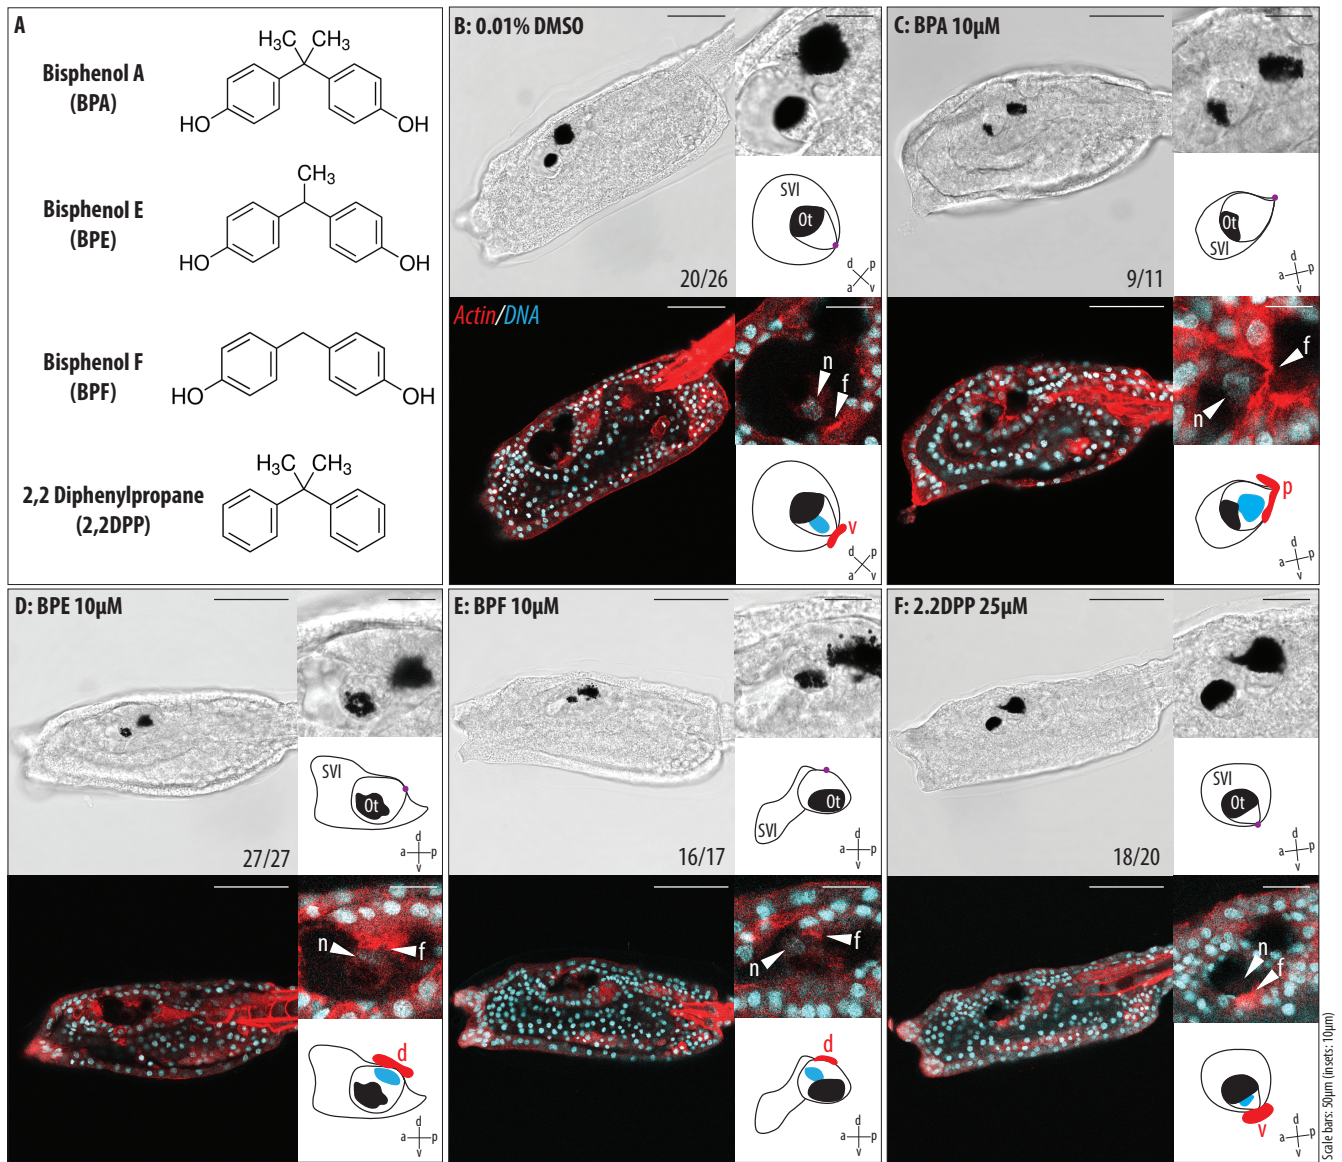 A
Bisphenol A
(BPA)
H₃C CH₃
HO OH
Bisphenol E
(BPE)
CH₃
HO OH
Bisphenol F
(BPF)
HO OH
2,2 Diphenylpropane
(2,2DPP)
H₃C CH₃
B: 0.01% DMSO
20/26
SVI
Ot
d p
a v
Actin/DNA
n
f
v
d p
a v
C: BPA 10µM
9/11
Ot
SVI
d
a p
v
f
n
p
d
a p
v
D: BPE 10µM
27/27
SVI
Ot
d
a p
v
n f
d
d
a p
v
E: BPF 10µM
16/17
Ot
SVI
d
a p
v
f
n
d
d
a p
v
F: 2.2DPP 25µM
18/20
SVI
Ot
d
a p
v
n
f
v
d
a p
v
Scale bars: 50µm (insets: 10µm)